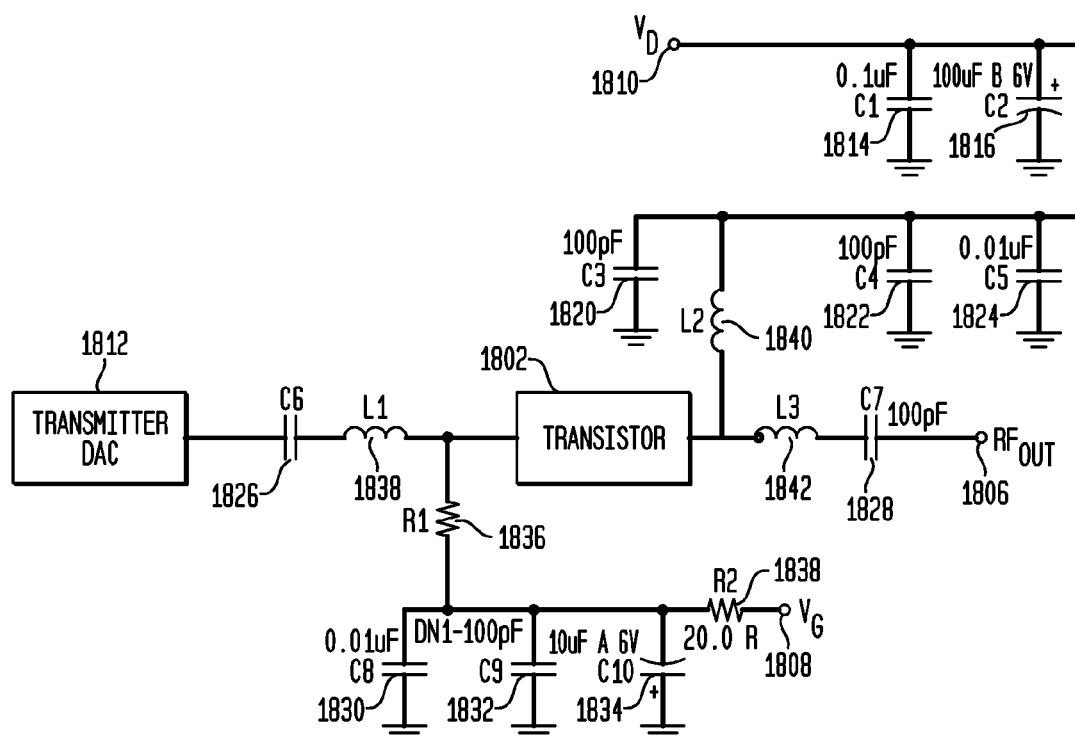 V_D
1810
0.1uF
C1
1814
100uF B 6V
+
C2
1816
100pF
C3
1820
L2
1840
100pF
C4
1822
0.01uF
C5
1824
1812
TRANSMITTER
DAC
C6
1826
L1
1838
1802
TRANSISTOR
L3
1842
C7
100pF
1828
RF_OUT
1806
R1
1836
R2
1838
20.0 R
V_G
1808
0.01uF
C8
1830
DN1-100pF
C9
1832
10uF A 6V
C10
+
1834